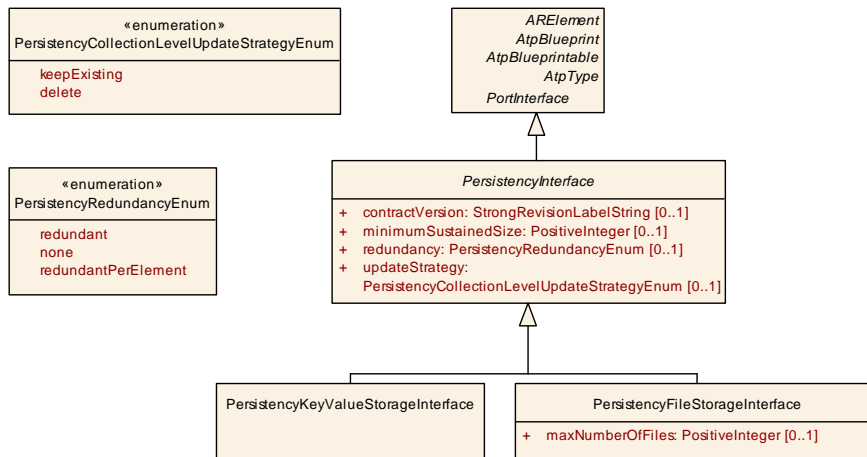 «enumeration»
PersistencyCollectionLevelUpdateStrategyEnum
keepExisting
delete
ARElement
AtpBlueprint
AtpBlueprintable
AtpType
PortInterface
«enumeration»
PersistencyRedundancyEnum
redundant
none
redundantPerElement
PersistencyInterface
+ contractVersion: StrongRevisionLabelString [0..1]
+ minimumSustainedSize: PositiveInteger [0..1]
+ redundancy: PersistencyRedundancyEnum [0..1]
+ updateStrategy:
PersistencyCollectionLevelUpdateStrategyEnum [0..1]
PersistencyKeyValueStorageInterface
PersistencyFileStorageInterface
+ maxNumberOfFiles: PositiveInteger [0..1]